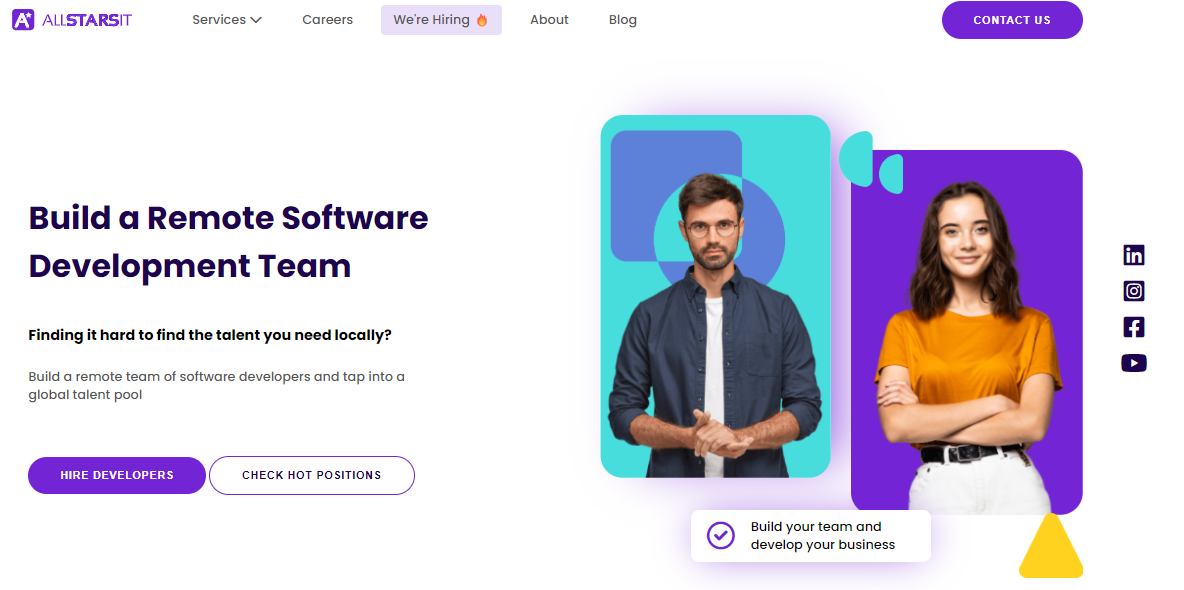 ALLSTARSIT
Services
Careers
We're Hiring 🔥
About
Blog
CONTACT US
Build a Remote Software
Development Team
Finding it hard to find the talent you need locally?
Build a remote team of software developers and tap into a
global talent pool
HIRE DEVELOPERS
CHECK HOT POSITIONS
Build your team and
develop your business